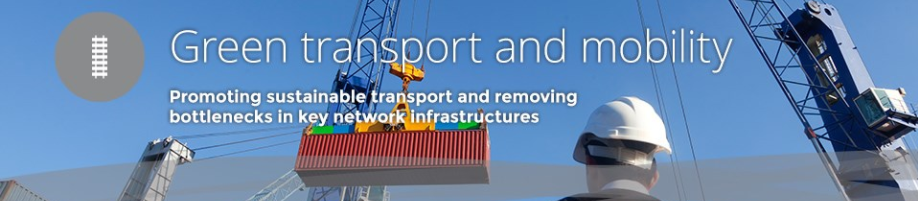 Green transport and mobility
Promoting sustainable transport and removing
bottlenecks in key network infrastructures